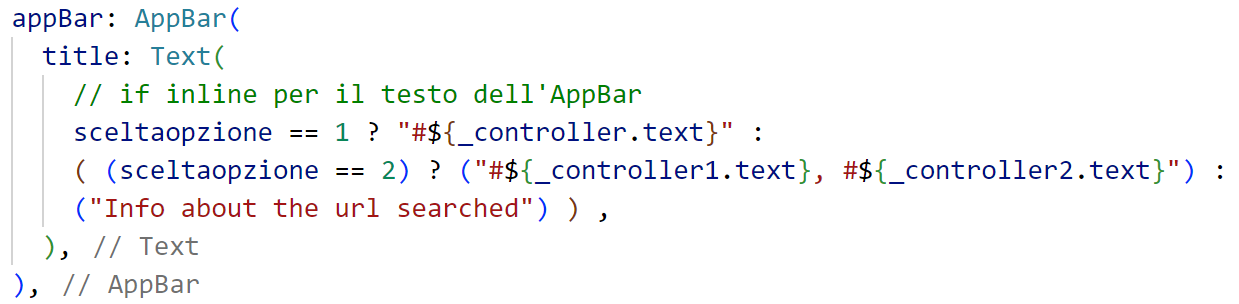 appBar: AppBar(
title: Text(
// if inline per il testo dell'AppBar
sceltaopzione == 1 ? "#${_controller.text}" :
( (sceltaopzione == 2) ? ("#${_controller1.text}, #${_controller2.text}") :
("Info about the url searched") ) ,
), // Text
), // AppBar